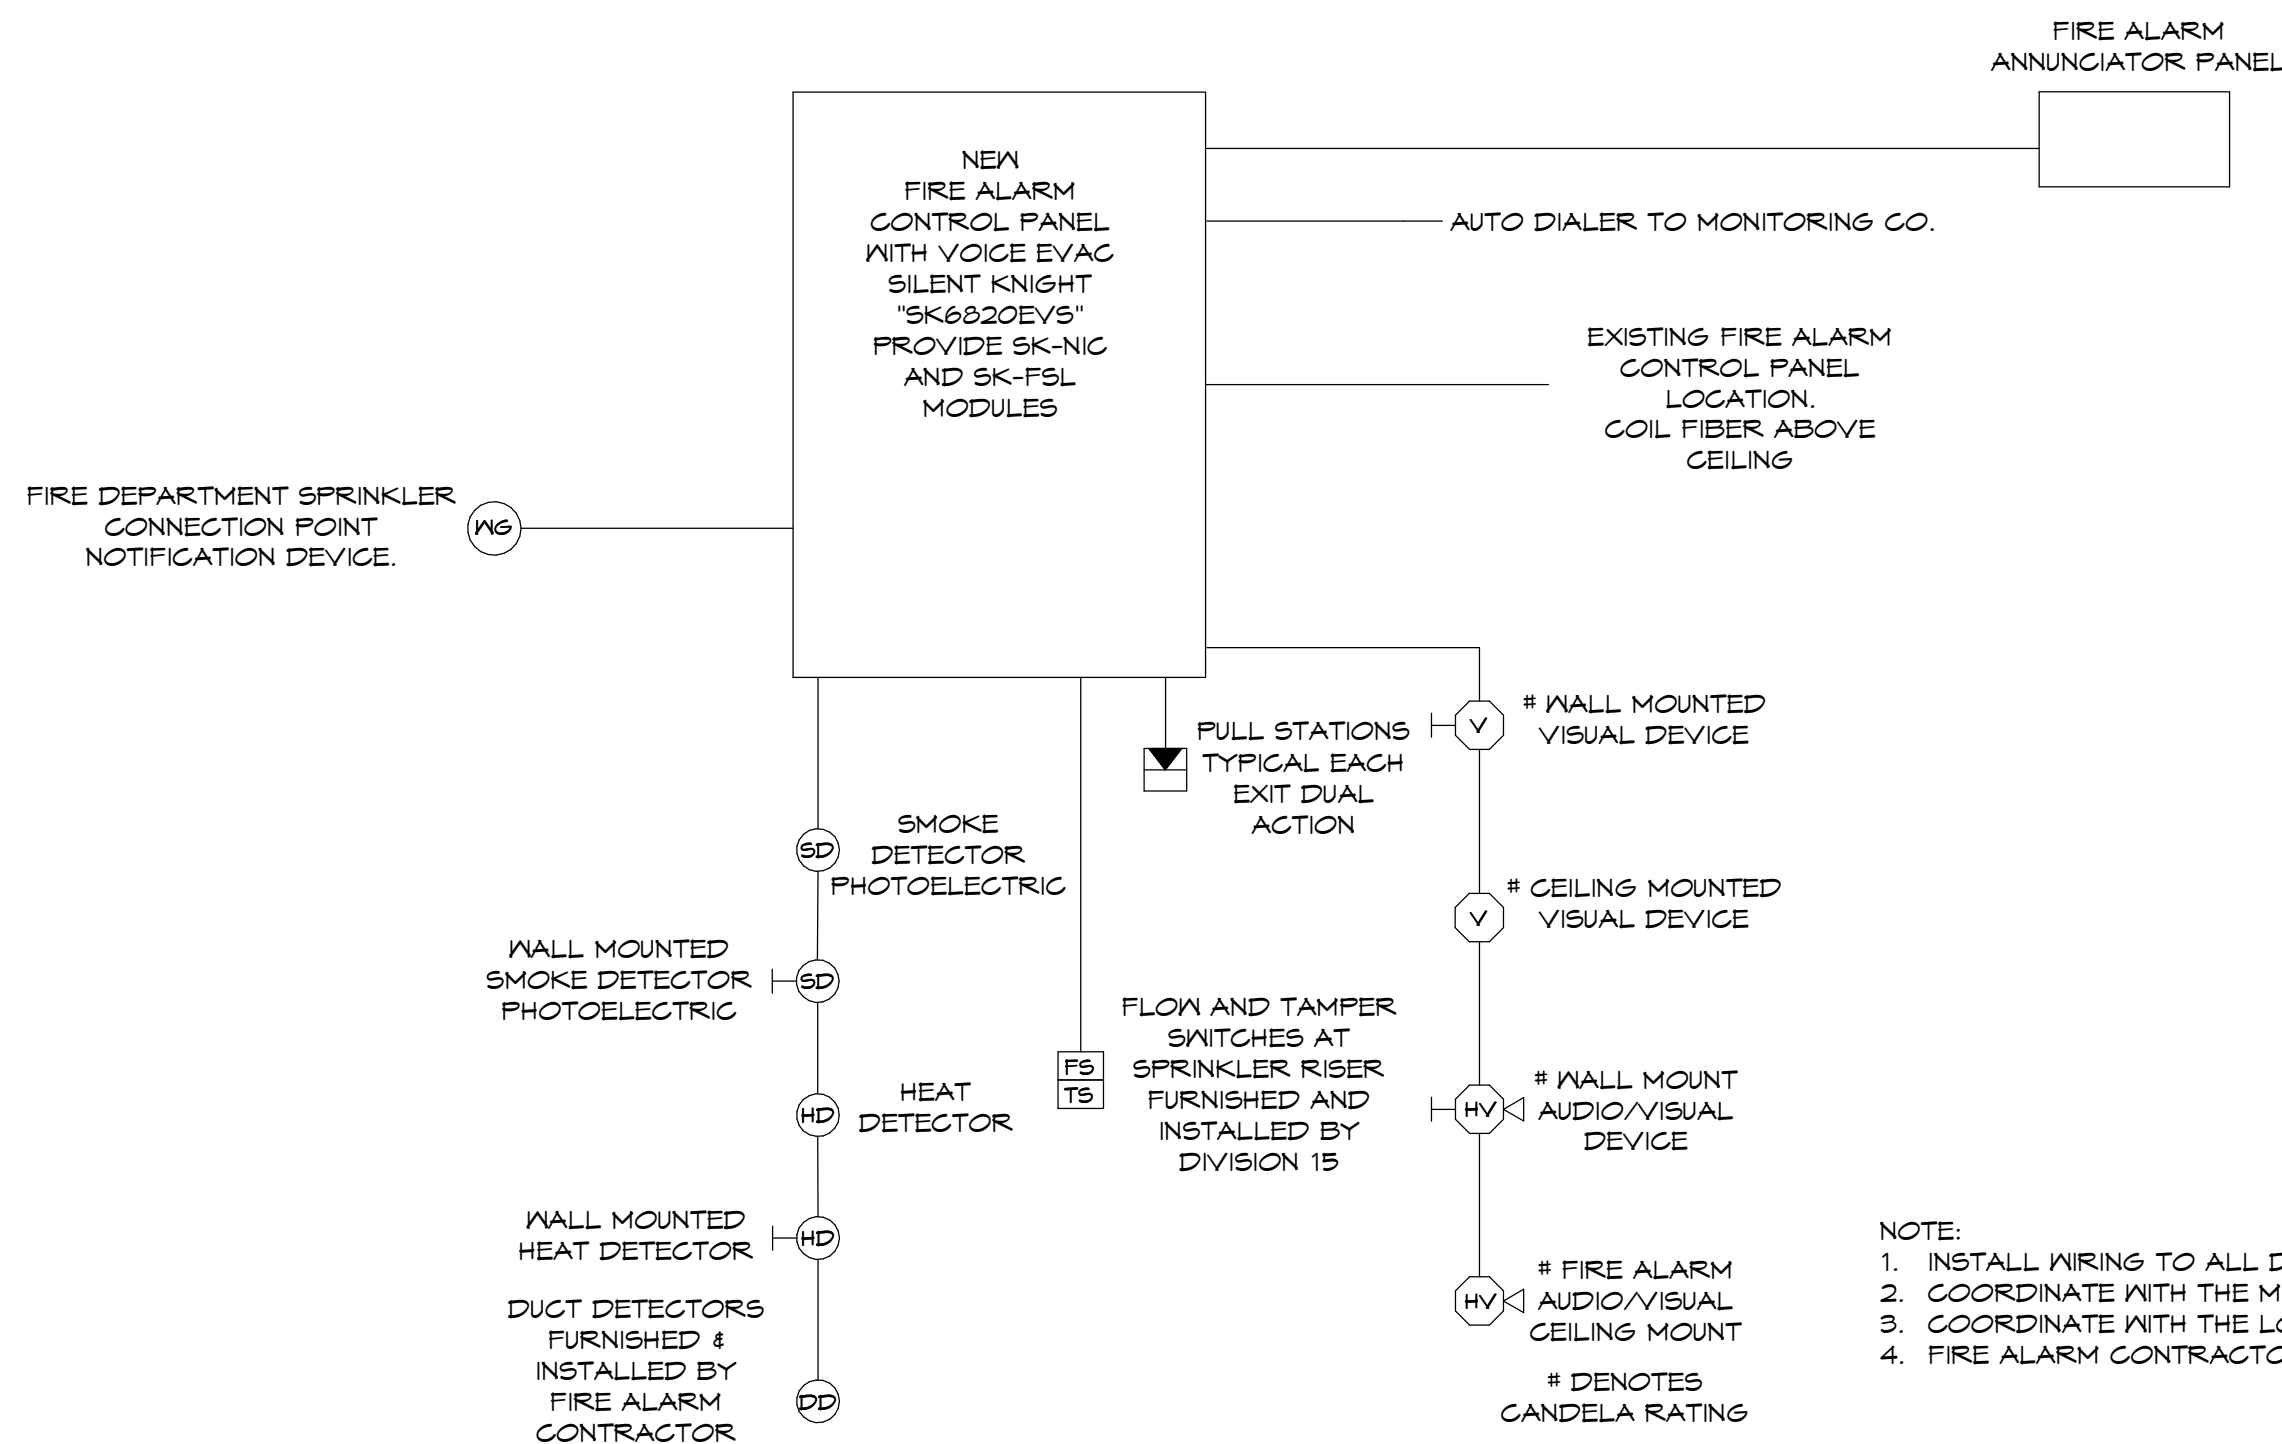 FIRE ALARM
ANNUNCIATOR PANEL
NEW
FIRE ALARM
CONTROL PANEL
WITH VOICE EVAC
SILENT KNIGHT
"SK6820EVS"
PROVIDE SK-NIC
AND SK-FSL
MODULES
AUTO DIALER TO MONITORING CO.
EXISTING FIRE ALARM
CONTROL PANEL
LOCATION.
COIL FIBER ABOVE
CEILING
FIRE DEPARTMENT SPRINKLER
CONNECTION POINT
NOTIFICATION DEVICE.
WG
SMOKE
DETECTOR
PHOTOELECTRIC
SD
WALL MOUNTED
SMOKE DETECTOR
PHOTOELECTRIC
SD
HEAT
DETECTOR
HD
WALL MOUNTED
HEAT DETECTOR
HD
DUCT DETECTORS
FURNISHED &
INSTALLED BY
FIRE ALARM
CONTRACTOR
DD
FS
TS
FLOW AND TAMPER
SWITCHES AT
SPRINKLER RISER
FURNISHED AND
INSTALLED BY
DIVISION 15
PULL STATIONS
TYPICAL EACH
EXIT DUAL
ACTION
V
# WALL MOUNTED
VISUAL DEVICE
V
# CEILING MOUNTED
VISUAL DEVICE
HV
# WALL MOUNT
AUDIO/VISUAL
DEVICE
HV
# FIRE ALARM
AUDIO/VISUAL
CEILING MOUNT
# DENOTES
CANDELA RATING
NOTE:
1. INSTALL WIRING TO ALL
2. COORDINATE WITH THE
3. COORDINATE WITH THE
4. FIRE ALARM